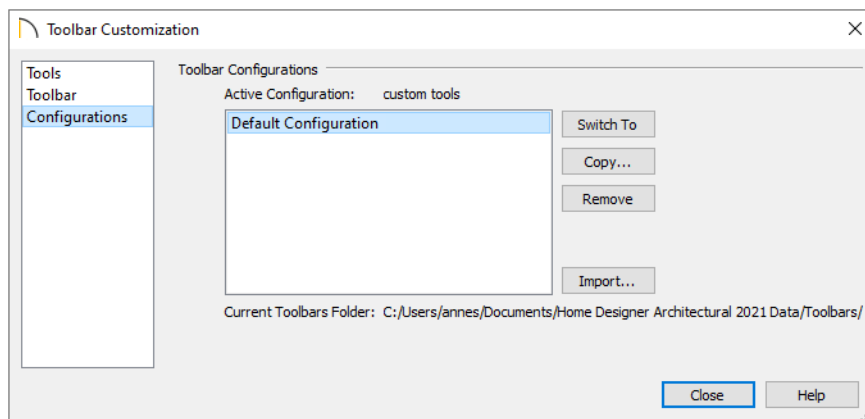 Toolbar Customization
Tools
Toolbar
Configurations
Toolbar Configurations
Active Configuration: custom tools
Default Configuration
Switch To
Copy...
Remove
Import...
Current Toolbars Folder: C:/Users/annes/Documents/Home Designer Architectural 2021 Data/Toolbars/
Close
Help